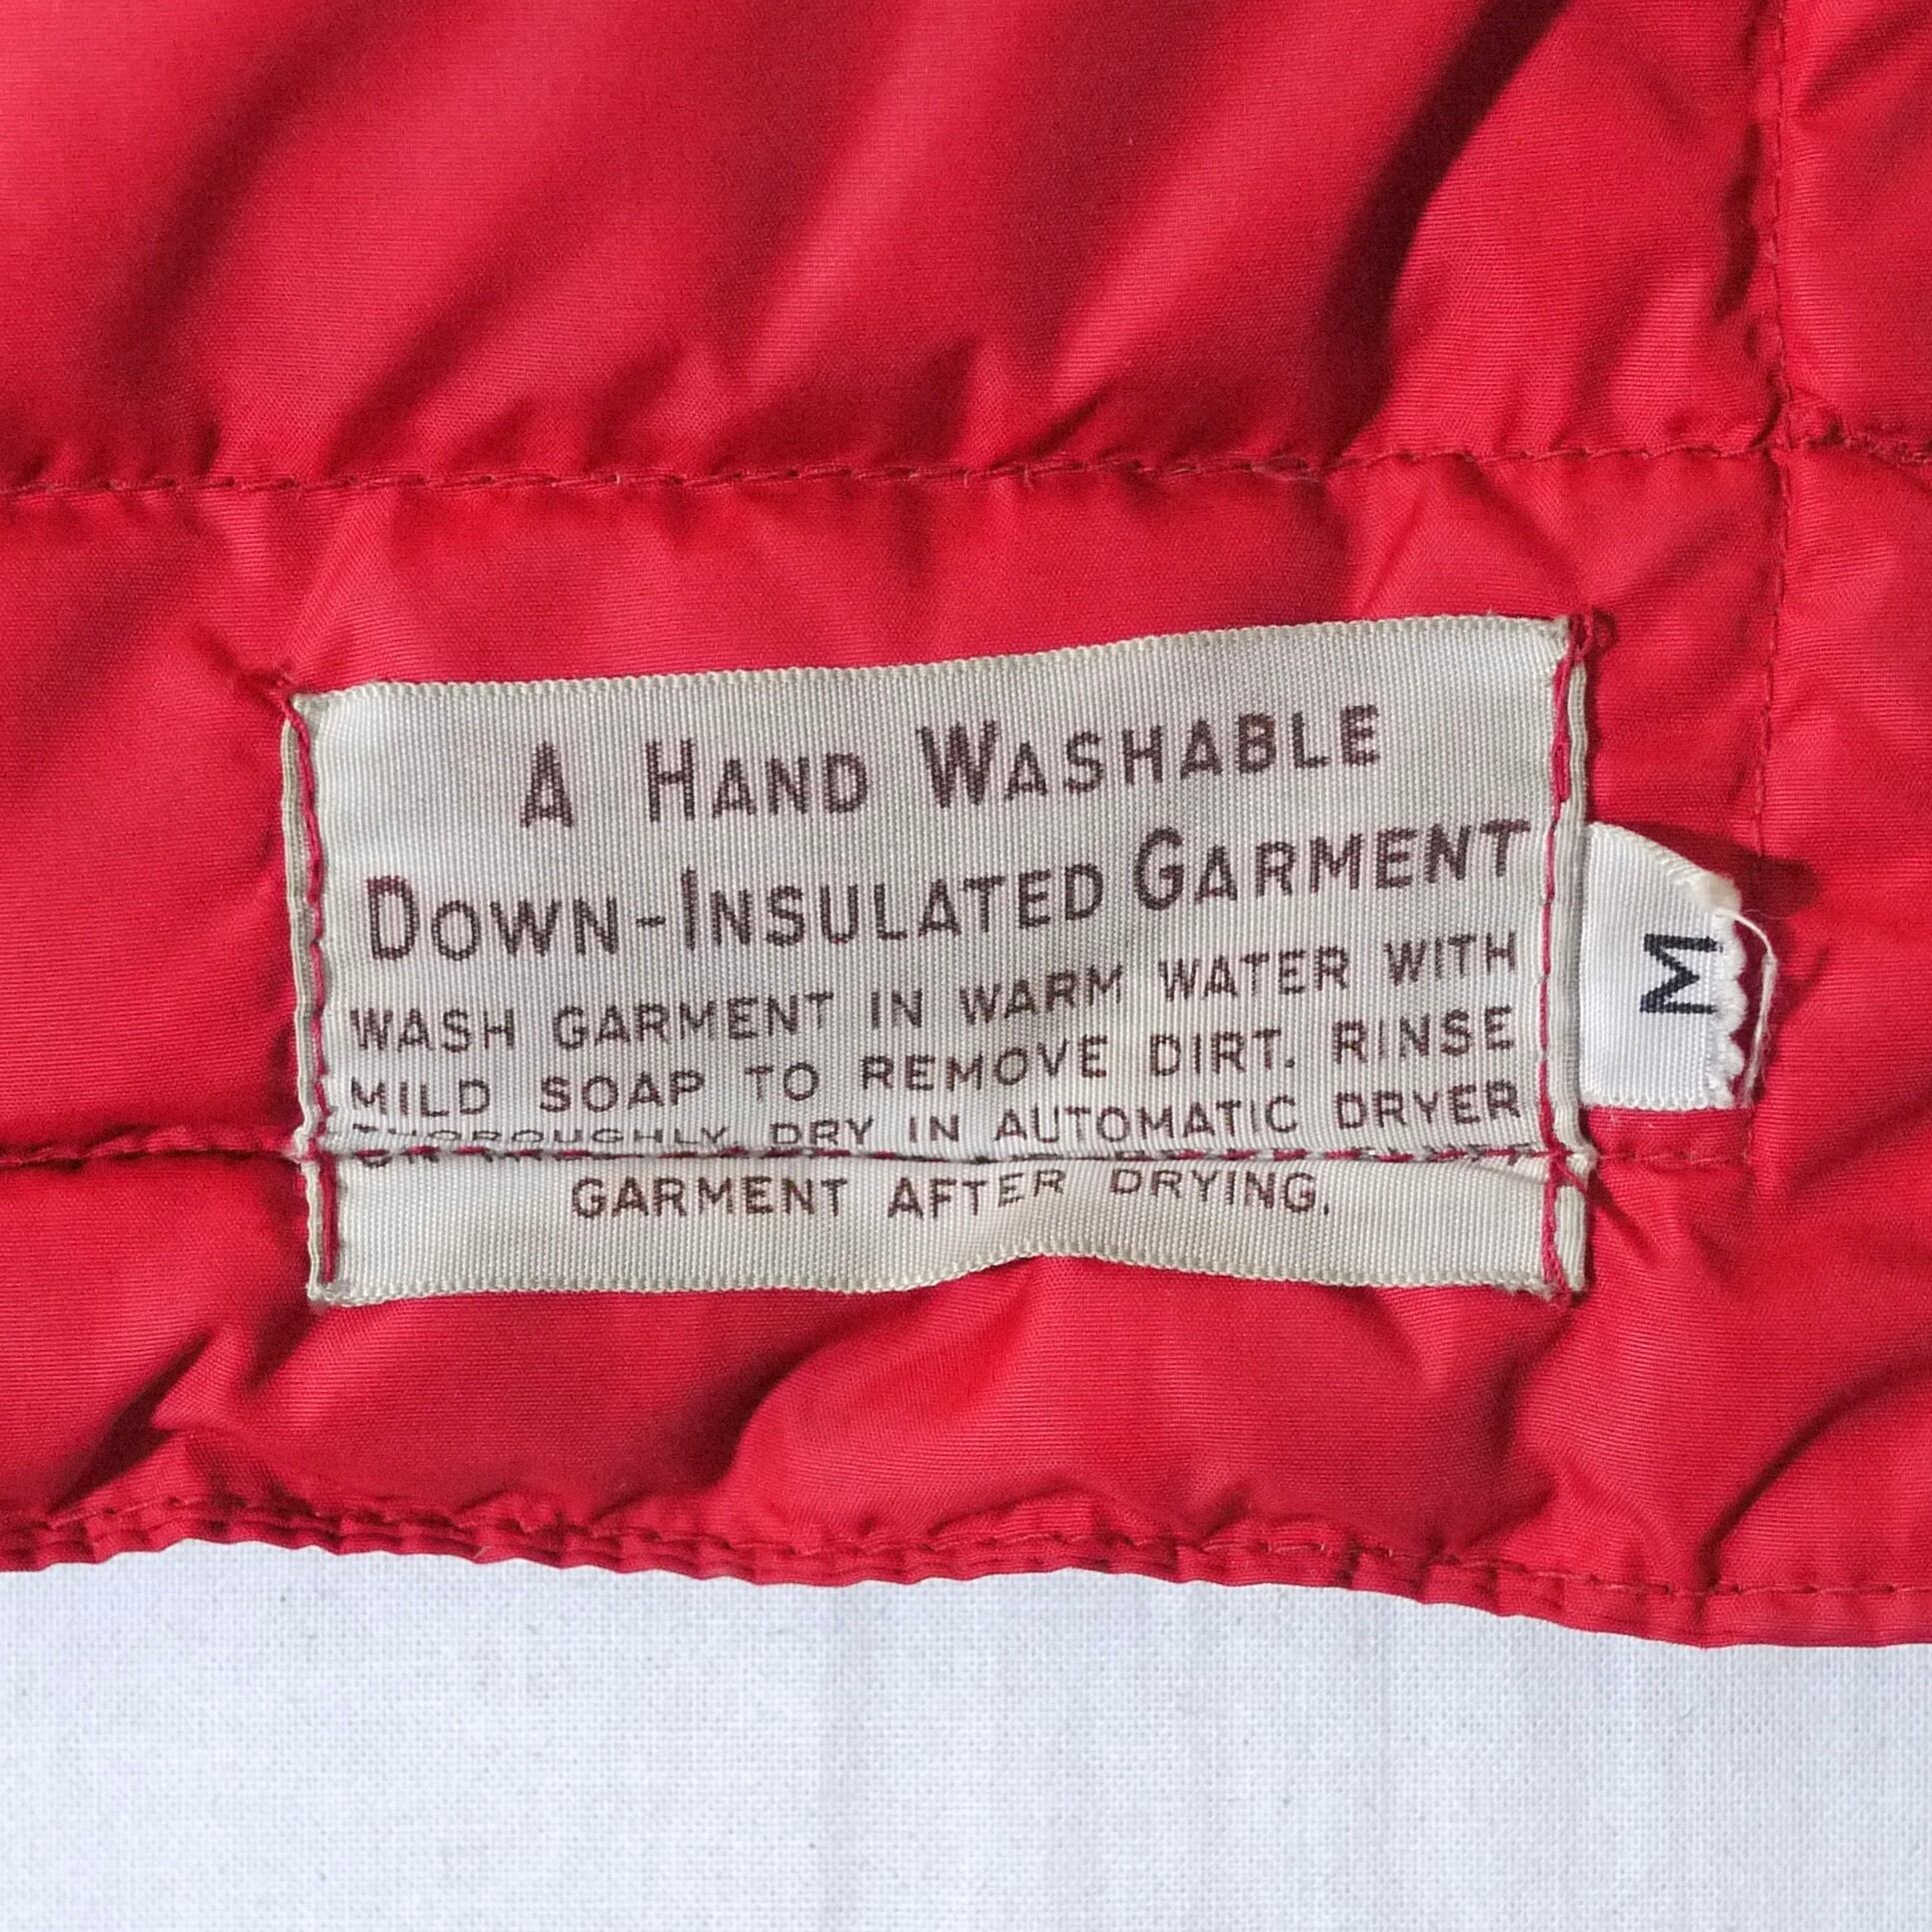 A HAND WASHABLE
DOWN-INSULATED GARMENT
WASH GARMENT IN WARM WATER WITH
MILD SOAP TO REMOVE DIRT. RINSE
THOROUGHLY. DRY IN AUTOMATIC DRYER
GARMENT AFTER DRYING.
M